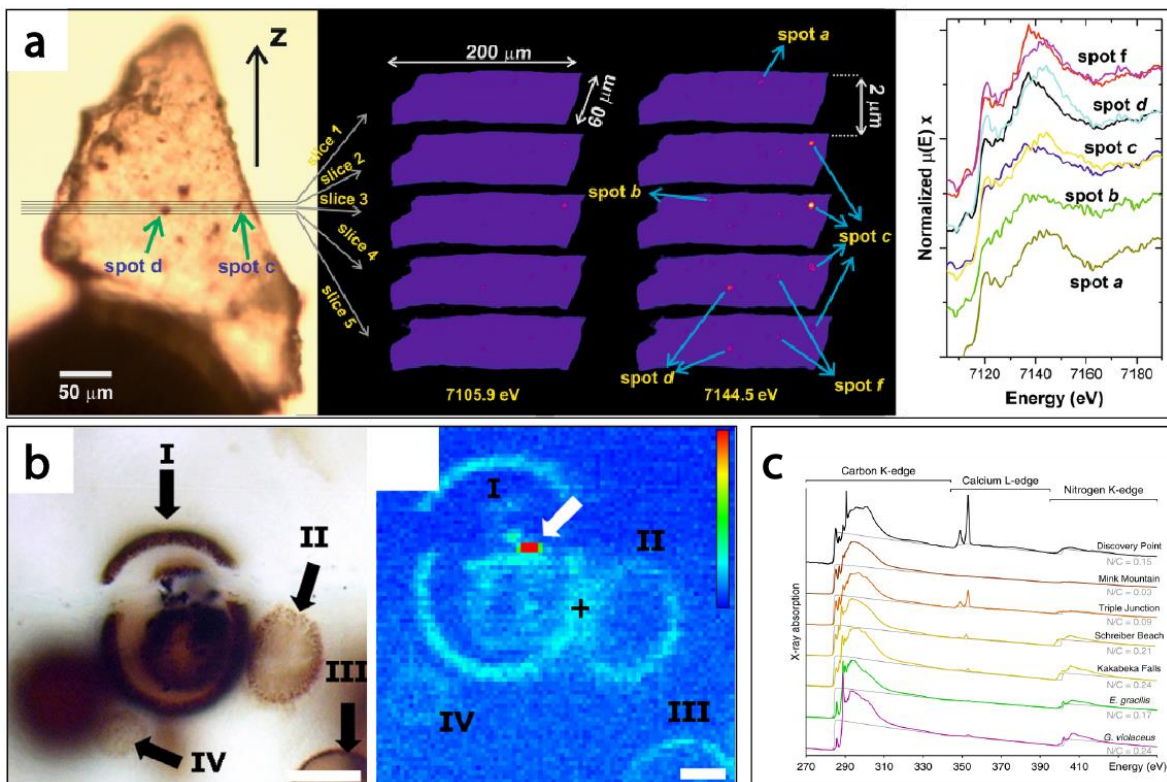 a
Z
spot d
spot c
50 μm
slice 1
slice 2
slice 3
slice 4
slice 5
200 μm
60 μm
spot a
2 μm
spot b
spot c
spot d
spot f
7105.9 eV
7144.5 eV
Normalized μ(E) x
spot f
spot d
spot c
spot b
spot a
7120 7140 7160 7180
Energy (eV)
b
I
II
III
IV
I
II
+
IV
III
c
Carbon K-edge
Calcium L-edge
Nitrogen K-edge
X-ray absorption
Discovery Point
N/C = 0.15
Mink Mountain
N/C = 0.03
Triple Junction
N/C = 0.09
Schreiber Beach
N/C = 0.21
Kakabeka Falls
N/C = 0.24
E. gracilis
N/C = 0.17
G. violaceus
N/C = 0.24
270 290 310 330 350 370 390 410 430
Energy (eV)